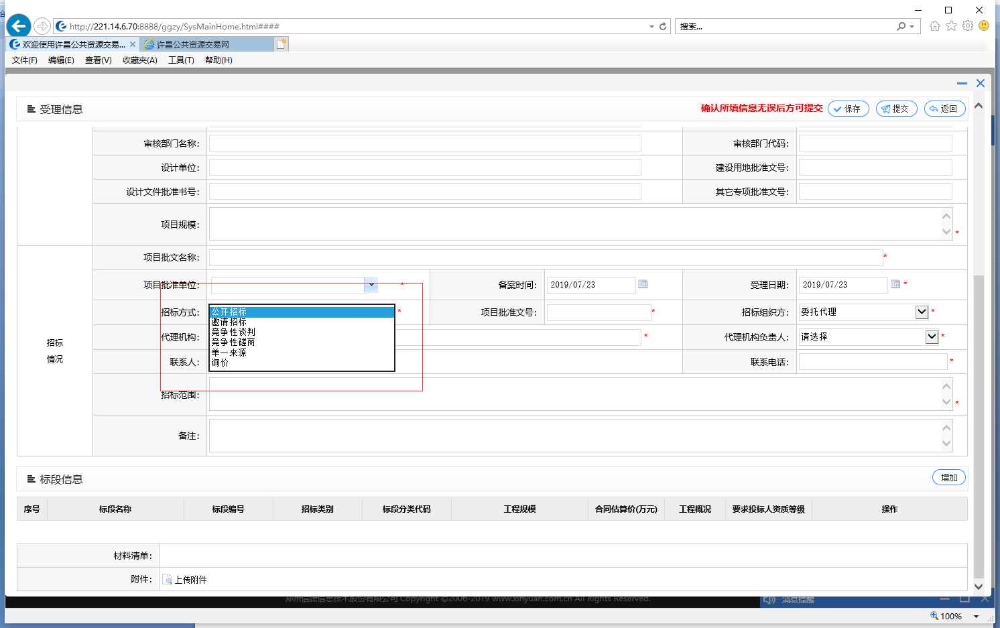 http://221.14.6.70:8888/ggzy/SysMainHome.html####
搜索...
欢迎使用许昌公共资源交易...
许昌公共资源交易网
文件(F) 编辑(E) 查看(V) 收藏夹(A) 工具(T) 帮助(H)
受理信息
确认所填信息无误后方可提交
保存
提交
返回
审核部门名称:
审核部门代码:
设计单位:
建设用地批准文号:
设计文件批准书号:
其它专项批准文号:
项目规模:
*
项目批文名称:
*
项目批准单位:
*
备案时间:
2019/07/23
受理日期:
2019/07/23
*
招标方式:
公开招标
邀请招标
竞争性谈判
竞争性磋商
单一来源
询价
*
项目批准文号:
*
招标组织方:
委托代理
*
招标
情况
代理机构:
*
代理机构负责人:
请选择
*
联系人:
联系电话:
*
招标范围:
*
备注:
标段信息
增加
序号 标段名称 标段编号 招标类别 标段分类代码 工程规模 合同估算价(万元) 工程概况 要求投标人资质等级 操作
材料清单:
附件:
上传附件
郑州信源信息技术股份有限公司 Copyright ©2006-2019 www.xinyuan.com.cn All Rights Reserved.
消息提醒
100%